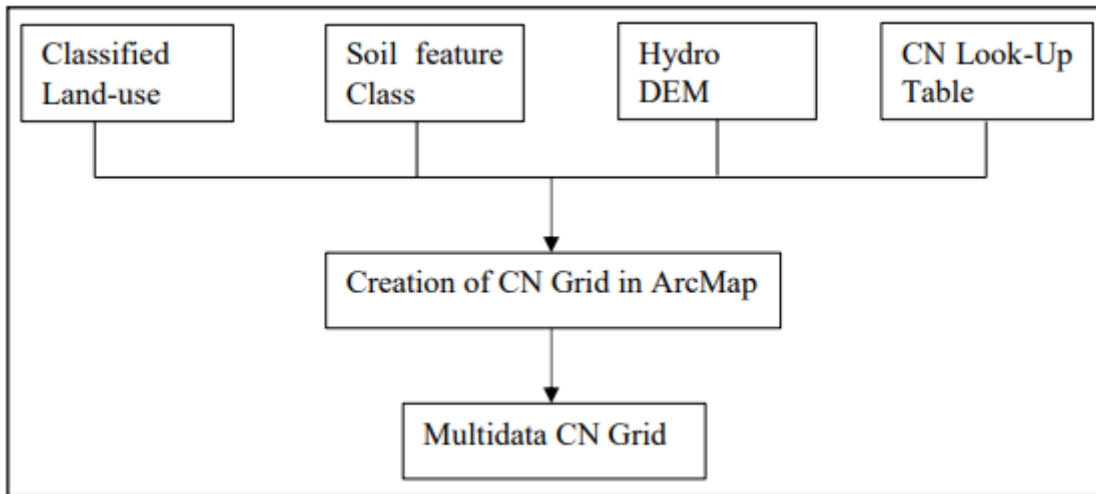 Classified
Land-use
Soil feature
Class
Hydro
DEM
CN Look-Up
Table
Creation of CN Grid in ArcMap
Multidata CN Grid